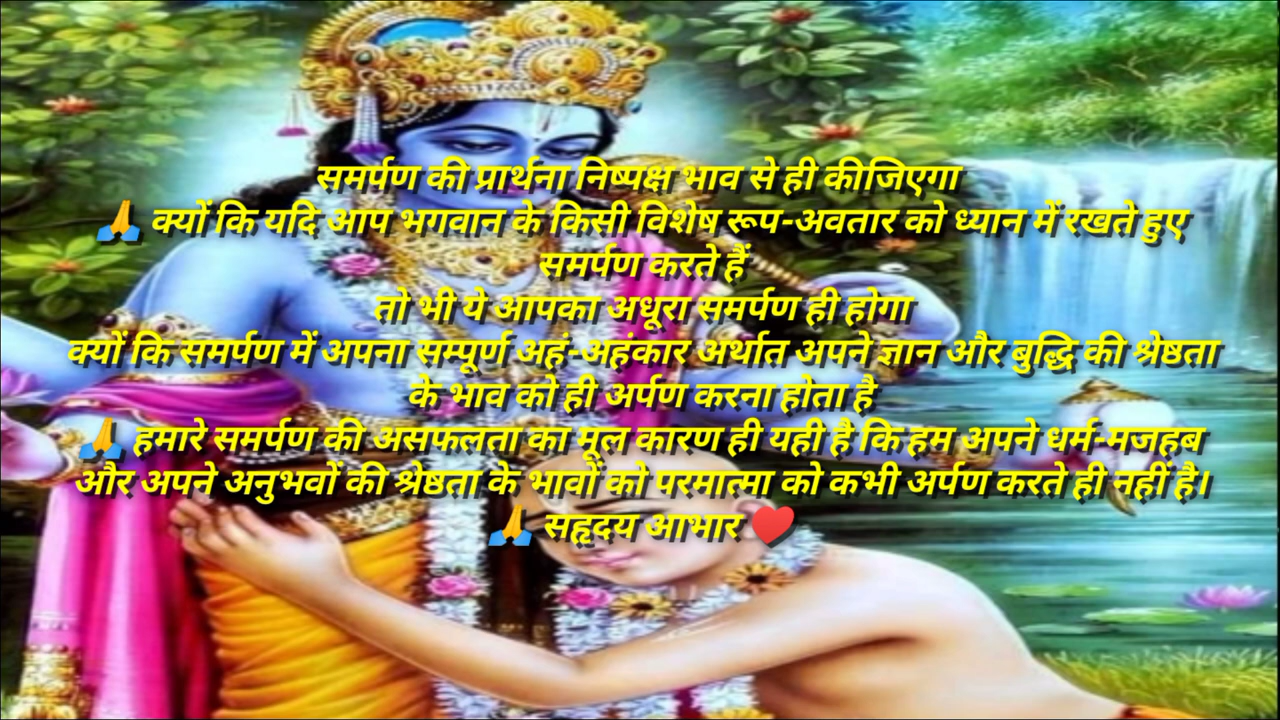 समर्पण की प्रार्थना निष्पक्ष भाव से ही कीजिएगा
🙏 क्यों कि यदि आप भगवान के किसी विशेष रूप-अवतार को ध्यान में रखते हुए
समर्पण करते हैं
तो भी ये आपका अधूरा समर्पण ही होगा
क्यों कि समर्पण में अपना सम्पूर्ण अहं-अहंकार अर्थात अपने ज्ञान और बुद्धि की श्रेष्ठता
के भाव को ही अर्पण करना होता है
🙏 हमारे समर्पण की असफलता का मूल कारण ही यही है कि हम अपने धर्म-मजहब
और अपने अनुभवों की श्रेष्ठता के भावों को परमात्मा को कभी अर्पण करते ही नहीं है।
🙏 सहृदय आभार ♥️